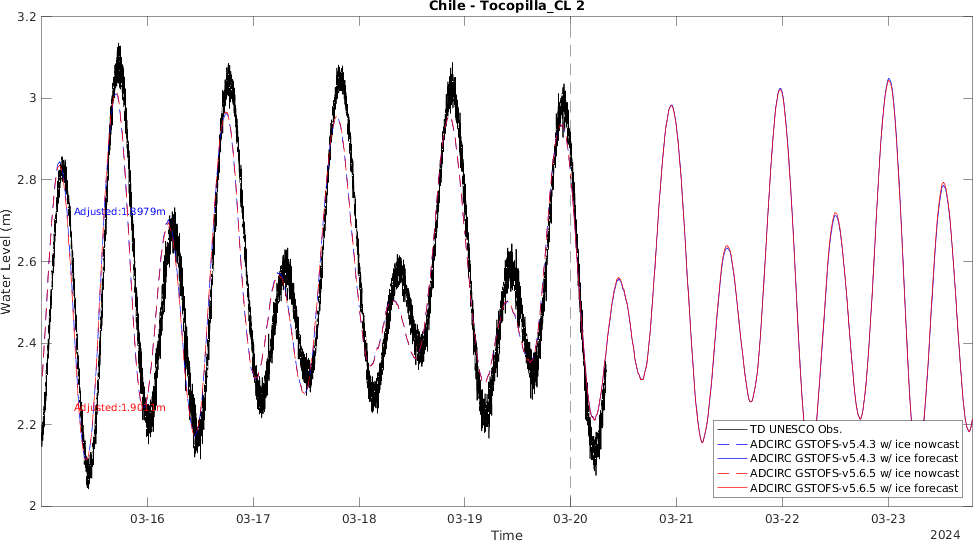 Chile - Tocopilla_CL 2
3.2
3
2.8
2.6
2.4
2.2
2
Water Level (m)
03-16
03-17
03-18
03-19
03-20
03-21
03-22
03-23
Time
2024
TD UNESCO Obs.
ADCIRC GSTOFS-v5.4.3 w/ ice nowcast
ADCIRC GSTOFS-v5.4.3 w/ ice forecast
ADCIRC GSTOFS-v5.6.5 w/ ice nowcast
ADCIRC GSTOFS-v5.6.5 w/ ice forecast